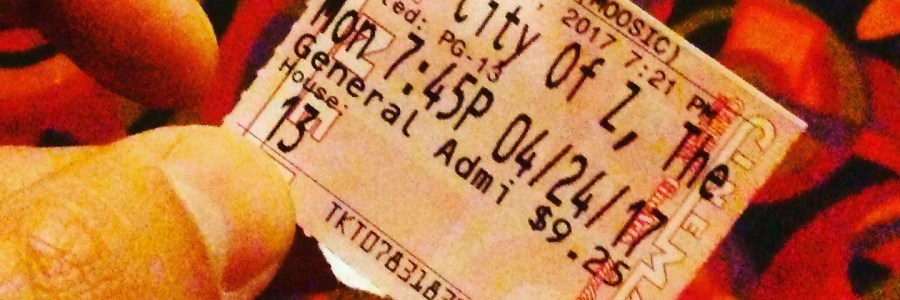 MOOSIC)
2017 7:21 PM
City Of Z, The
ted: PG-13
Mon 7:45P 04/24/17
General Admi $9.25
House:
13
CINEMA